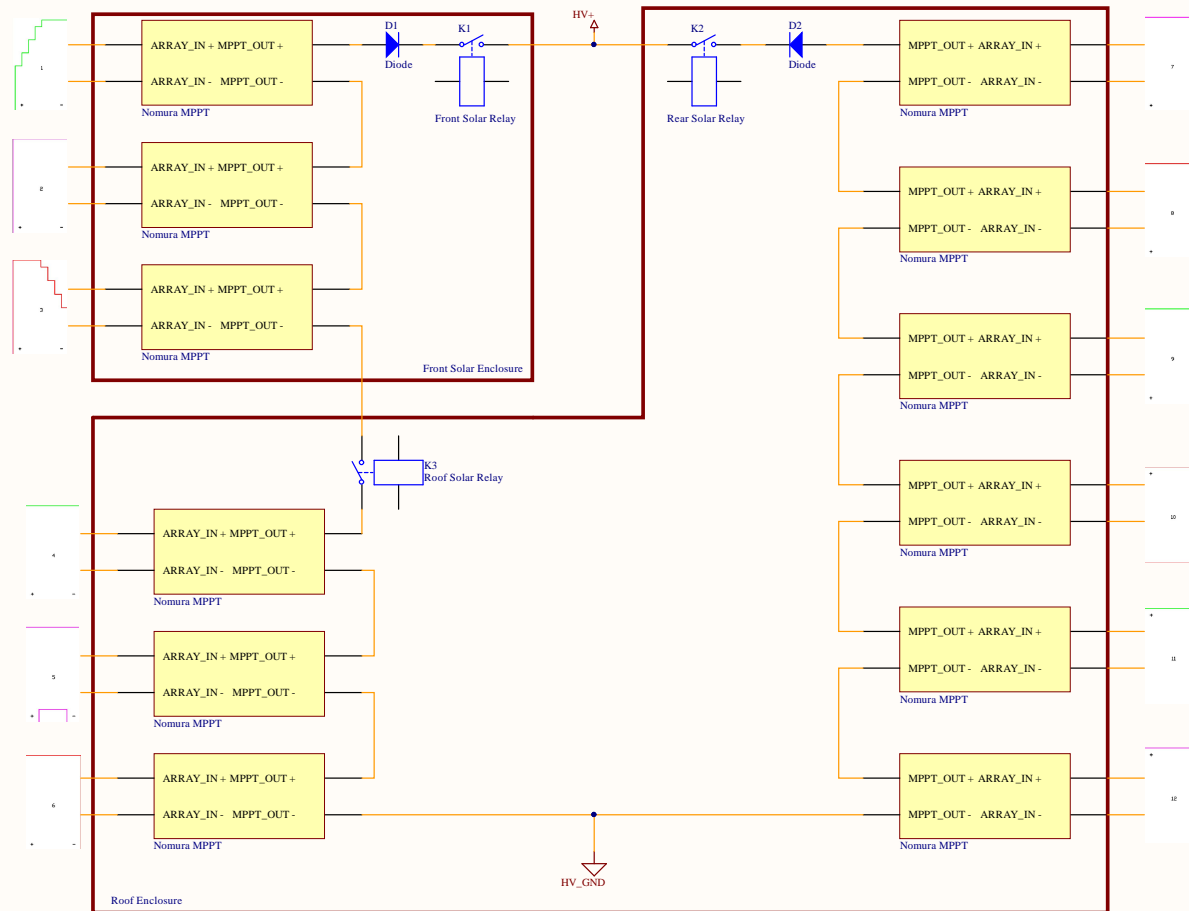 HV+
D1
K1
K2
D2
1
ARRAY_IN + MPPT_OUT +
ARRAY_IN - MPPT_OUT -
+ -
Nomura MPPT
Diode
Front Solar Relay
Rear Solar Relay
Diode
MPPT_OUT + ARRAY_IN +
MPPT_OUT - ARRAY_IN -
Nomura MPPT
7
+
2
ARRAY_IN + MPPT_OUT +
ARRAY_IN - MPPT_OUT -
+ -
Nomura MPPT
MPPT_OUT + ARRAY_IN +
MPPT_OUT - ARRAY_IN -
Nomura MPPT
8
+
3
ARRAY_IN + MPPT_OUT +
ARRAY_IN - MPPT_OUT -
+ -
Nomura MPPT
Front Solar Enclosure
MPPT_OUT + ARRAY_IN +
MPPT_OUT - ARRAY_IN -
Nomura MPPT
9
+
K3
Roof Solar Relay
MPPT_OUT + ARRAY_IN +
MPPT_OUT - ARRAY_IN -
Nomura MPPT
+
10
4
ARRAY_IN + MPPT_OUT +
ARRAY_IN - MPPT_OUT -
+ -
Nomura MPPT
5
ARRAY_IN + MPPT_OUT +
ARRAY_IN - MPPT_OUT -
+ -
Nomura MPPT
MPPT_OUT + ARRAY_IN +
MPPT_OUT - ARRAY_IN -
Nomura MPPT
+
11
6
ARRAY_IN + MPPT_OUT +
ARRAY_IN - MPPT_OUT -
+ -
Nomura MPPT
MPPT_OUT + ARRAY_IN +
MPPT_OUT - ARRAY_IN -
Nomura MPPT
+
12
HV_GND
Roof Enclosure